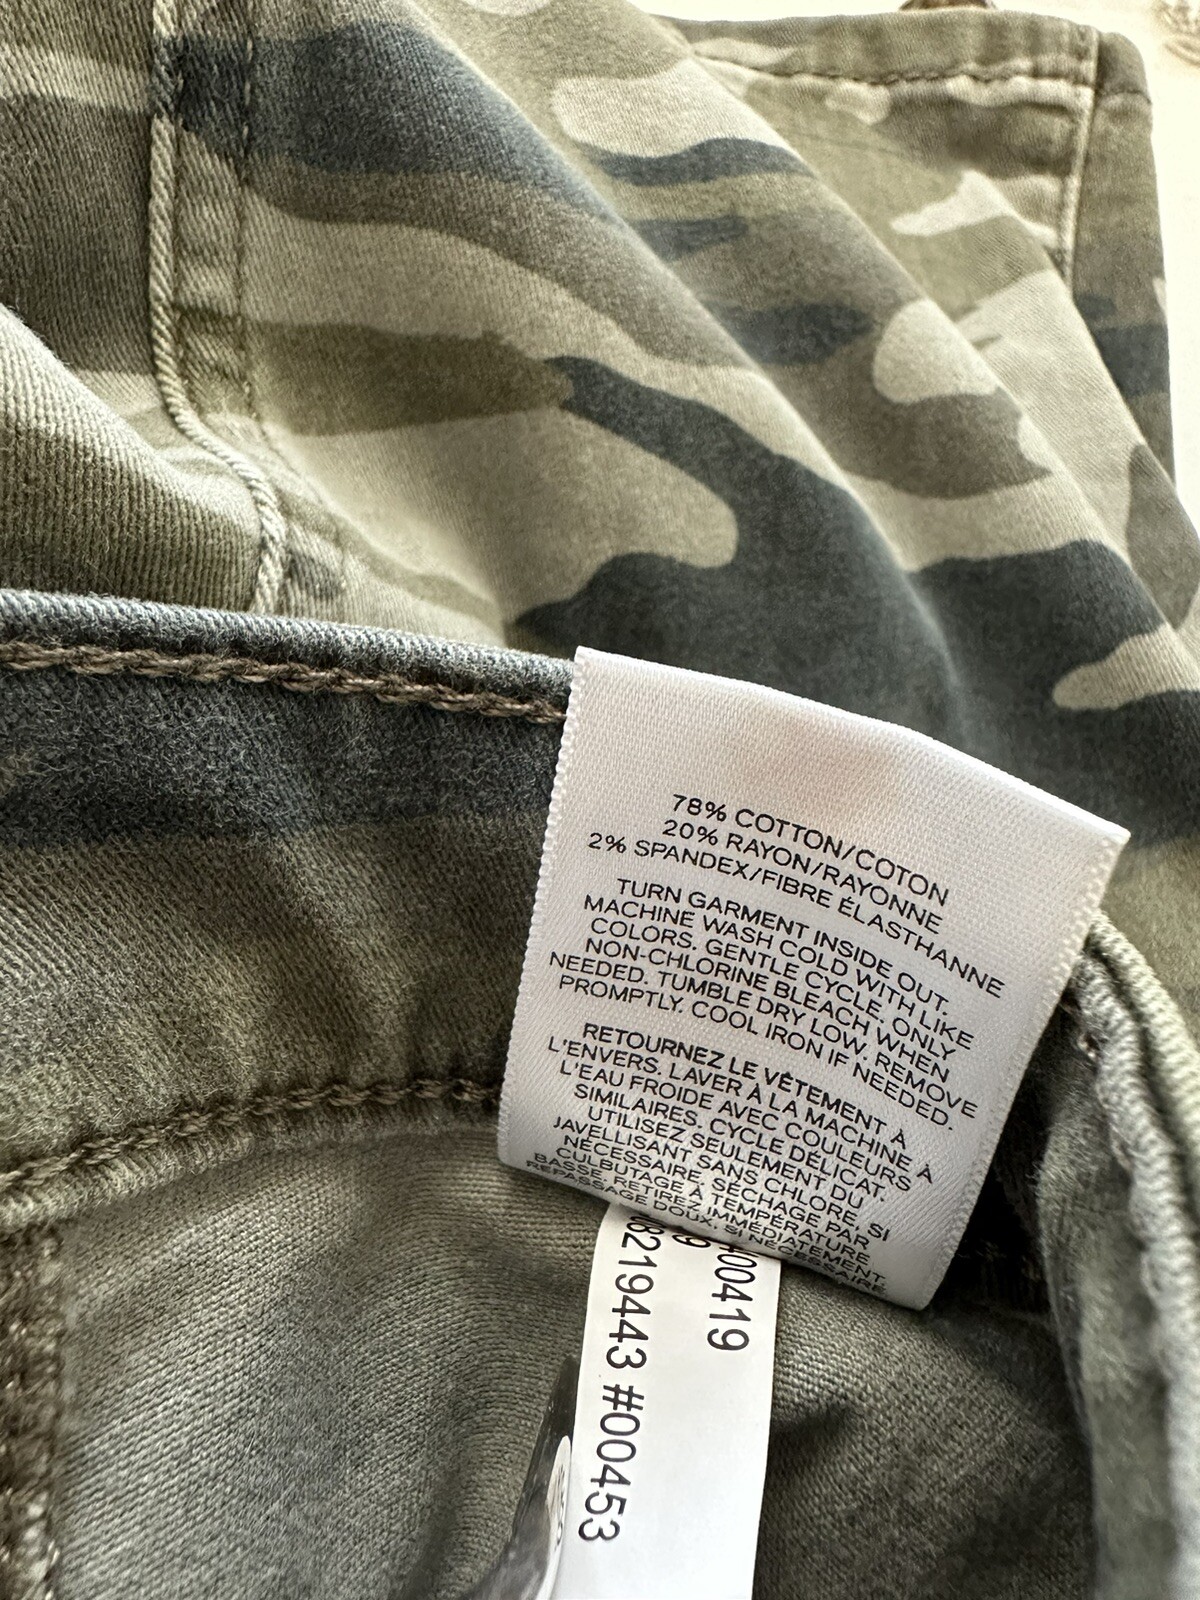 78% COTTON/COTON
20% RAYON/RAYONNE
2% SPANDEX/FIBRE ÉLASTHANNE
TURN GARMENT INSIDE OUT.
MACHINE WASH COLD WITH LIKE
COLORS. GENTLE CYCLE. ONLY
NON-CHLORINE BLEACH WHEN
NEEDED. TUMBLE DRY LOW. REMOVE
PROMPTLY. COOL IRON IF NEEDED.
RETOURNEZ LE VÊTEMENT À
L'ENVERS. LAVER À LA MACHINE À
L'EAU FROIDE AVEC COULEURS
SIMILAIRES. CYCLE DÉLICAT.
UTILISEZ SEULEMENT DU
JAVELLISANT SANS CHLORE, SI
NÉCESSAIRE. SÉCHAGE PAR
CULBUTAGE À TEMPÉRATURE
BASSE. RETIREZ IMMÉDIATEMENT.
REPASSAGE DOUX, SI NÉCESSAIRE.
00419
8219443 #00453